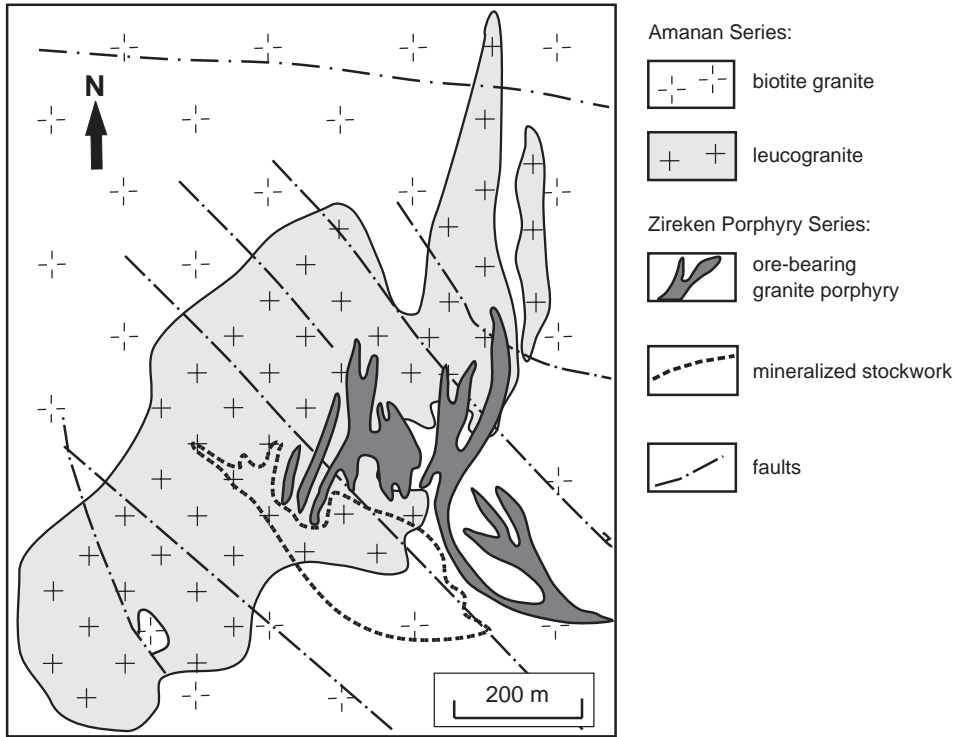 N
200 m
Amanan Series:
biotite granite
leucogranite
Zireken Porphyry Series:
ore-bearing
granite porphyry
mineralized stockwork
faults